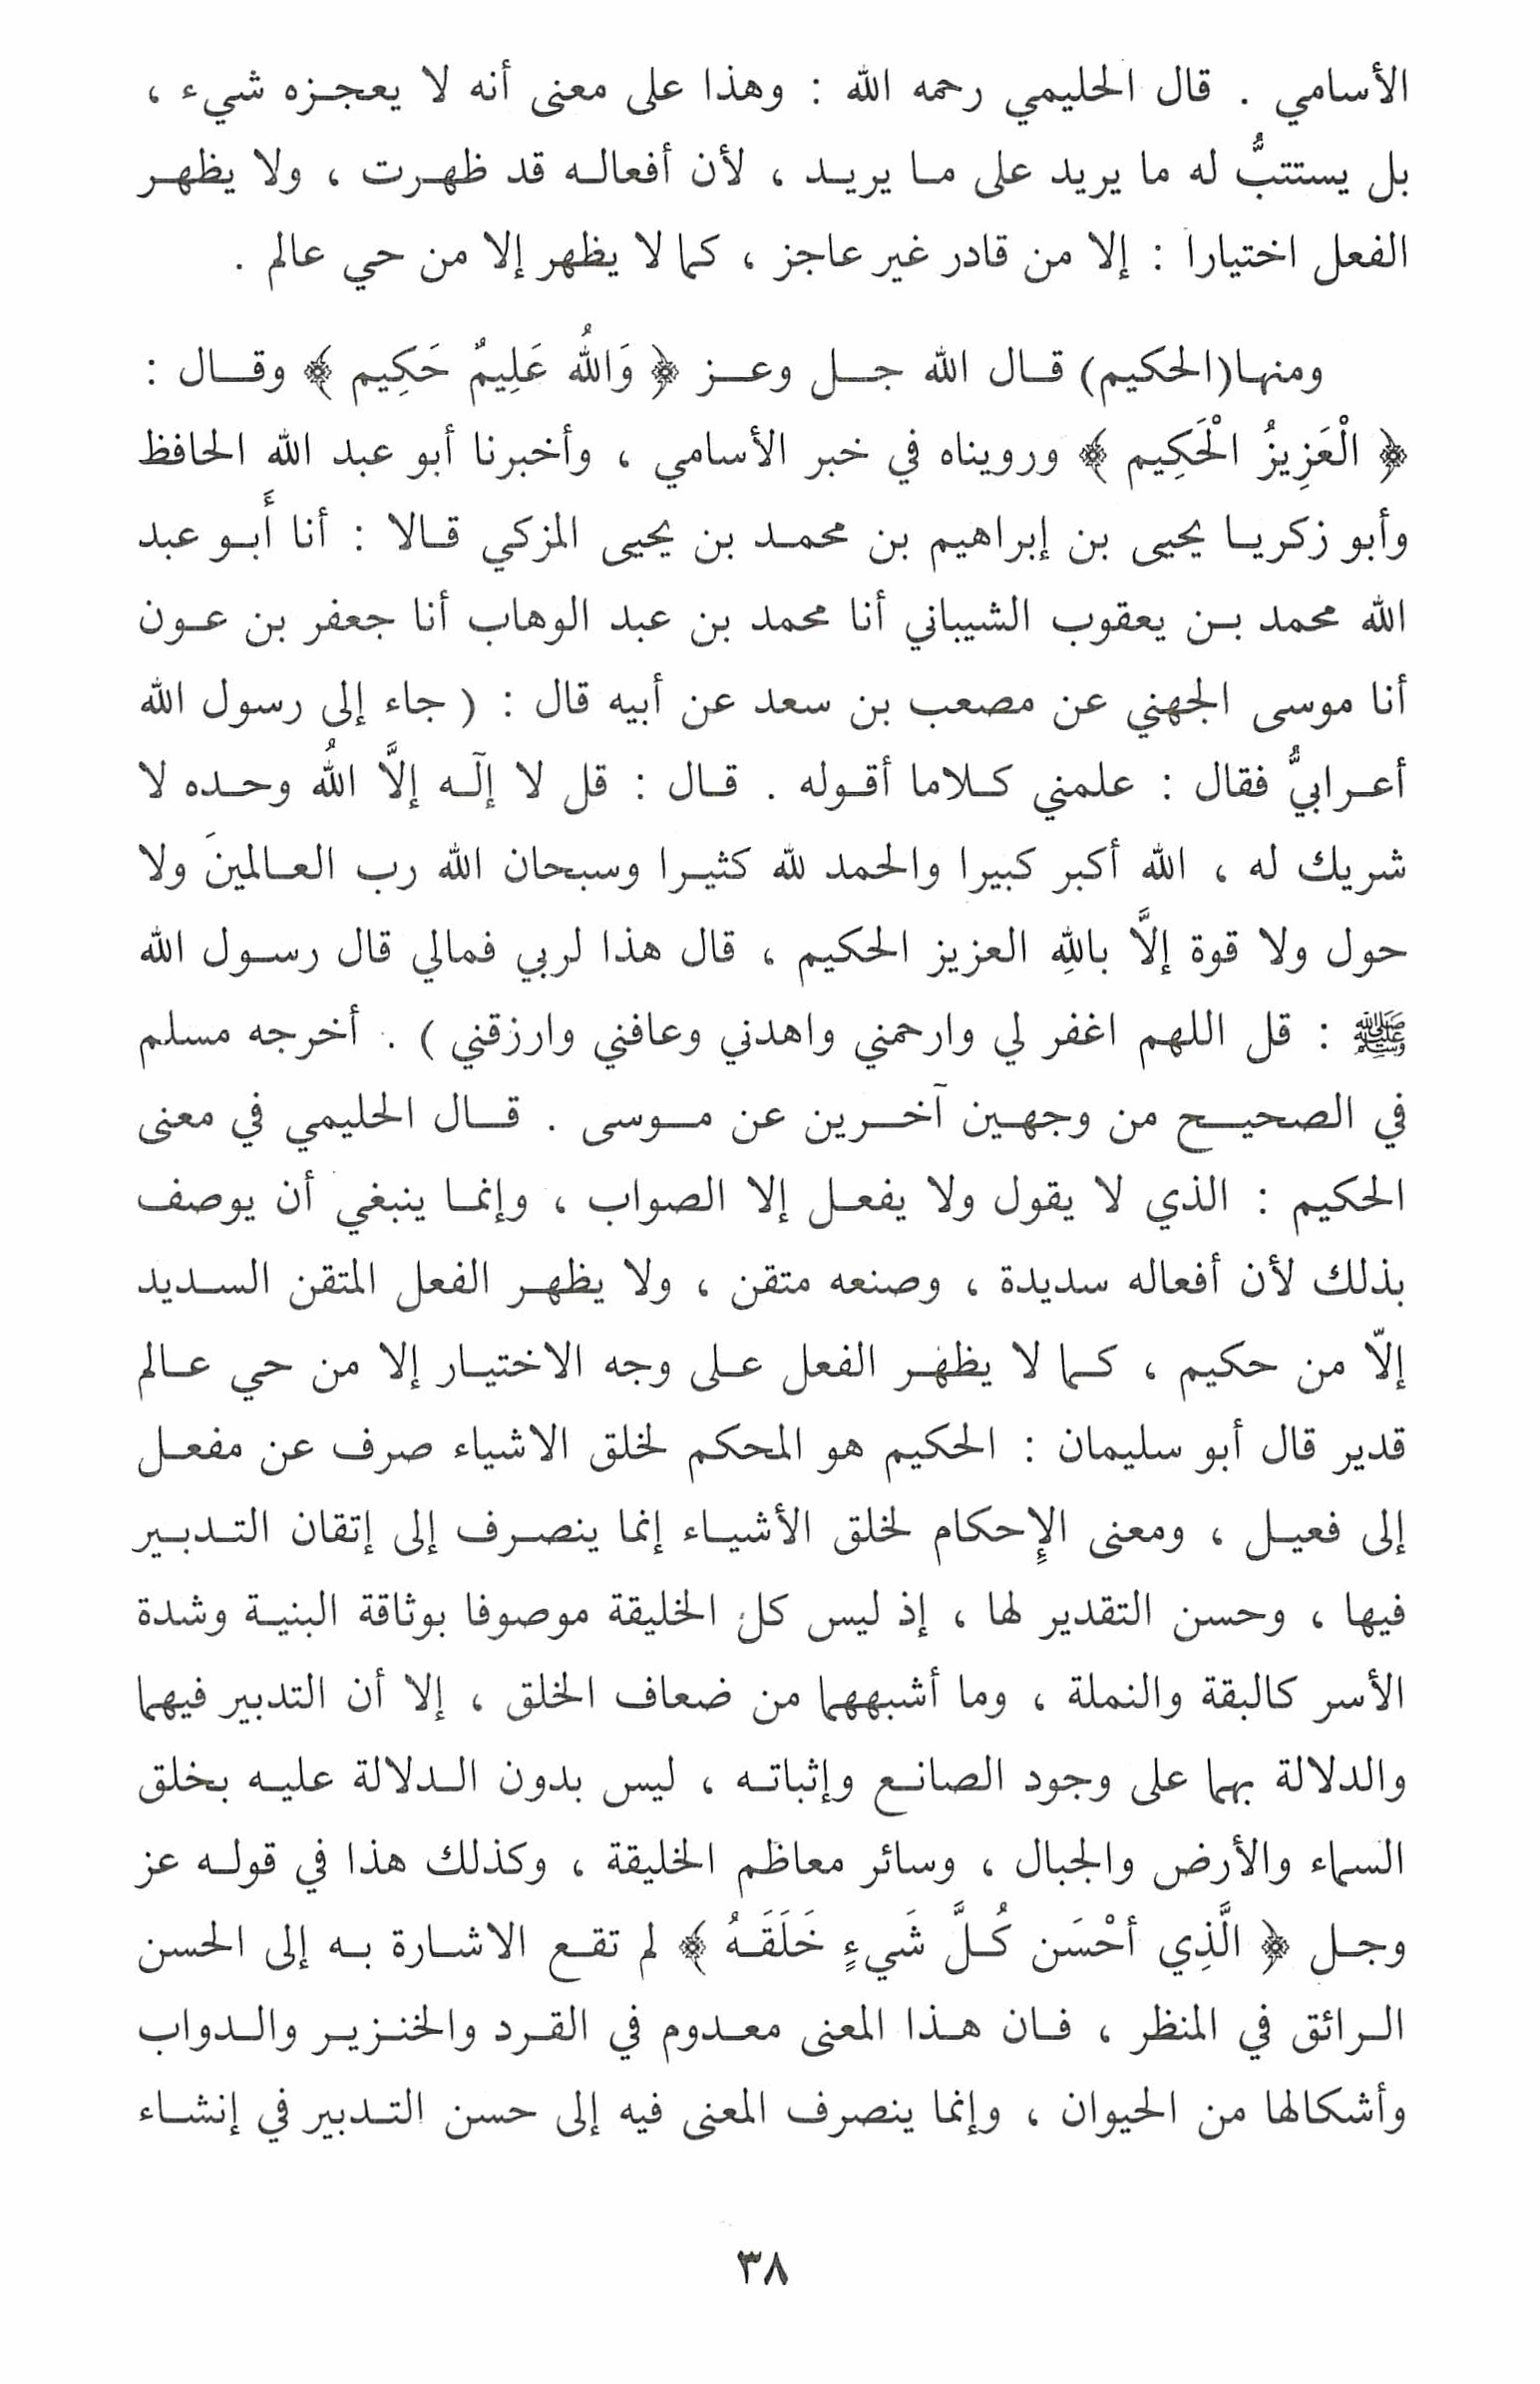 الأسامي . قال الحليمي رحمه الله : وهذا على معنى أنه لا يعجزه شيء ،
بل يستتبُّ له ما يريد على ما يريد ، لأن أفعاله قد ظهرت ، ولا يظهر
الفعل اختيارا : إلا من قادر غير عاجز ، كما لا يظهر إلا من حي عالم .
ومنها(الحكيم) قال الله جل وعز ﴿ وَاللهُ عَلِيمٌ حَكِيم ﴾ وقال :
﴿ الْعَزِيزُ الْحَكِيم ﴾ ورويناه في خبر الأسامي ، وأخبرنا أبو عبد الله الحافظ
وأبو زكريا يحيى بن إبراهيم بن محمد بن يحيى المزكي قالا : أنا أَبو عبد
الله محمد بن يعقوب الشيباني أنا محمد بن عبد الوهاب أنا جعفر بن عون
أنا موسى الجهني عن مصعب بن سعد عن أبيه قال : ( جاء إلى رسول الله
أعرابيٌّ فقال : علمني كلاما أقوله . قال : قل لا إلٓه إلاَّ اللهُ وحده لا
شريك له ، الله أكبر كبيرا والحمد لله كثيرا وسبحان الله رب العالمينَ ولا
حول ولا قوة إلاَّ باللهِ العزيز الحكيم ، قال هذا لربي فمالي قال رسول الله
ﷺ : قل اللهم اغفر لي وارحمني واهدني وعافني وارزقني ) . أخرجه مسلم
في الصحيح من وجهين آخرين عن موسى . قال الحليمي في معنى
الحكيم : الذي لا يقول ولا يفعل إلا الصواب ، وإنما ينبغي أن يوصف
بذلك لأن أفعاله سديدة ، وصنعه متقن ، ولا يظهر الفعل المتقن السديد
إلاّ من حكيم ، كما لا يظهر الفعل على وجه الاختيار إلا من حي عالم
قدير قال أبو سليمان : الحكيم هو المحكم لخلق الاشياء صرف عن مفعل
إلى فعيل ، ومعنى الإِحكام لخلق الأشياء إنما ينصرف إلى إتقان التدبير
فيها ، وحسن التقدير لها ، إذ ليس كل الخليقة موصوفا بوثاقة البنية وشدة
الأسر كالبقة والنملة ، وما أشبههما من ضعاف الخلق ، إلا أن التدبير فيهما
والدلالة بهما على وجود الصانع وإثباته ، ليس بدون الدلالة عليه بخلق
السماء والأرض والجبال ، وسائر معاظم الخليقة ، وكذلك هذا في قوله عز
وجل ﴿ الَّذِي أحْسَن كُلَّ شَيءٍ خَلَقَهُ ﴾ لم تقع الاشارة به إلى الحسن
الرائق في المنظر ، فان هذا المعنى معدوم في القرد والخنزير والدواب
وأشكالها من الحيوان ، وإنما ينصرف المعنى فيه إلى حسن التدبير في إنشاء
٣٨